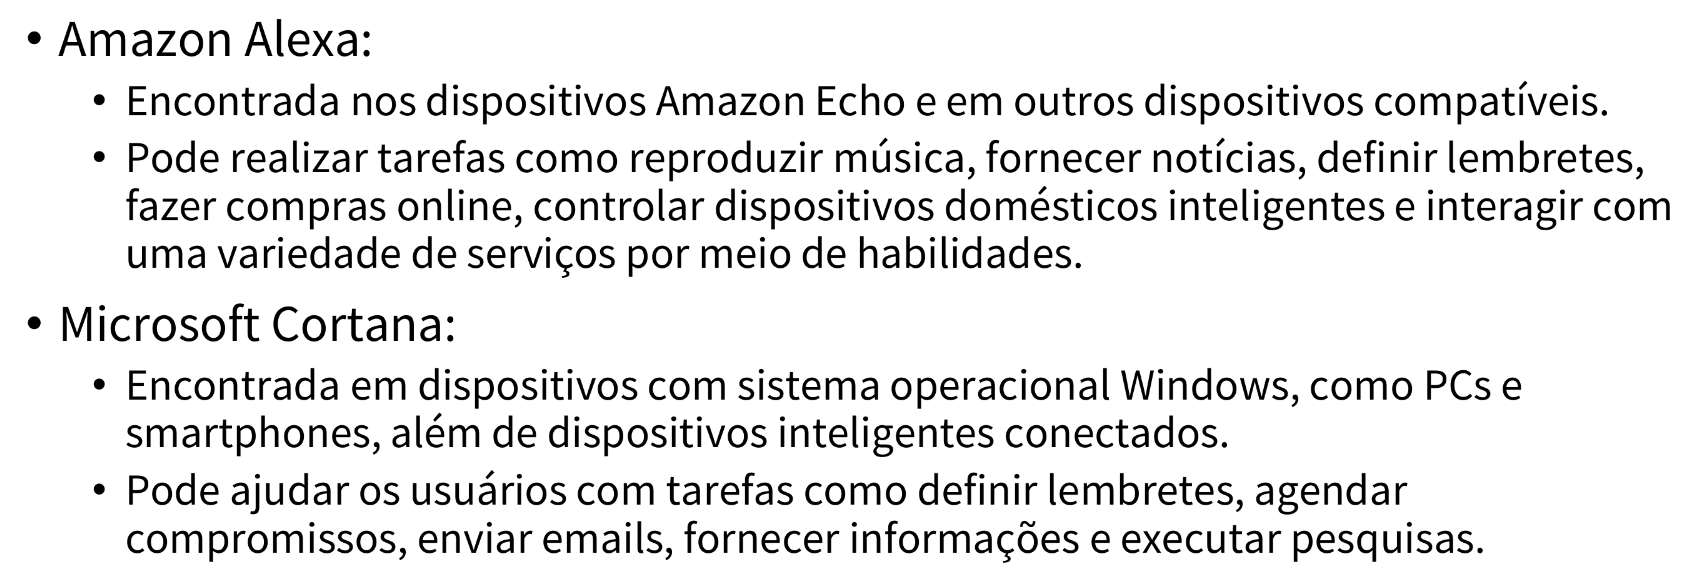 • Amazon Alexa:
• Encontrada nos dispositivos Amazon Echo e em outros dispositivos compatíveis.
• Pode realizar tarefas como reproduzir música, fornecer notícias, definir lembretes,
fazer compras online, controlar dispositivos domésticos inteligentes e interagir com
uma variedade de serviços por meio de habilidades.
• Microsoft Cortana:
• Encontrada em dispositivos com sistema operacional Windows, como PCs e
smartphones, além de dispositivos inteligentes conectados.
• Pode ajudar os usuários com tarefas como definir lembretes, agendar
compromissos, enviar emails, fornecer informações e executar pesquisas.